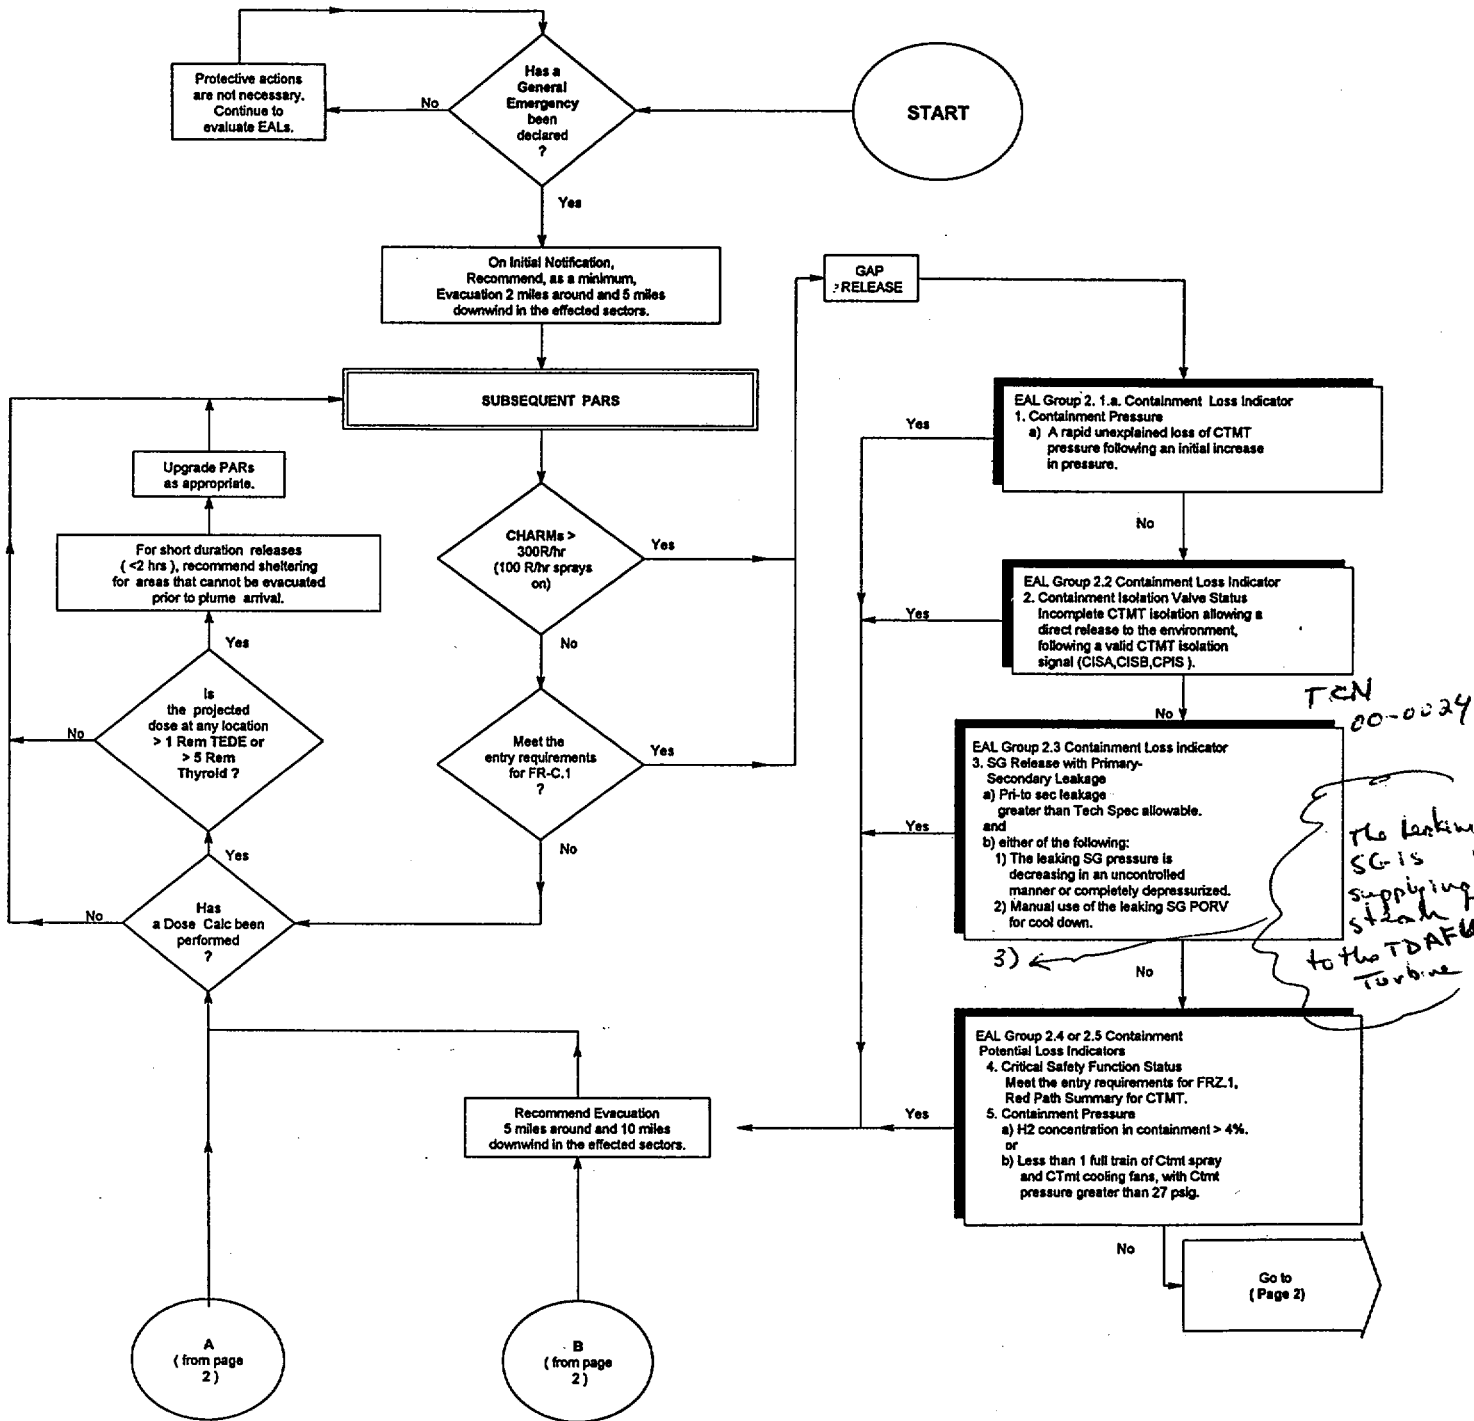 START
Has a
General
Emergency
been
declared
?
No
Protective actions
are not necessary.
Continue to
evaluate EALs.
Yes
On Initial Notification,
Recommend, as a minimum,
Evacuation 2 miles around and 5 miles
downwind in the effected sectors.
SUBSEQUENT PARS
CHARMs >
300R/hr
(100 R/hr sprays
on)
Yes
No
Meet the
entry requirements
for FR-C.1
?
Yes
No
Has
a Dose Calc been
performed
?
No
Yes
Is
the projected
dose at any location
> 1 Rem TEDE or
> 5 Rem
Thyroid ?
No
Yes
For short duration releases
( <2 hrs ), recommend sheltering
for areas that cannot be evacuated
prior to plume arrival.
Upgrade PARs
as appropriate.
GAP
RELEASE
EAL Group 2. 1.a. Containment Loss Indicator
1. Containment Pressure
a) A rapid unexplained loss of CTMT
pressure following an initial increase
in pressure.
Yes
No
EAL Group 2.2 Containment Loss Indicator
2. Containment Isolation Valve Status
Incomplete CTMT isolation allowing a
direct release to the environment,
following a valid CTMT isolation
signal (CISA,CISB,CPIS ).
Yes
No
TCN
00-0024
EAL Group 2.3 Containment Loss indicator
3. SG Release with Primary-
Secondary Leakage
a) Pri-to sec leakage
greater than Tech Spec allowable.
and
b) either of the following:
1) The leaking SG pressure is
decreasing in an uncontrolled
manner or completely depressurized.
2) Manual use of the leaking SG PORV
for cool down.
3)
The leaking
SG is
supplying
steam
to the TDAFW
Turbine
Yes
No
EAL Group 2.4 or 2.5 Containment
Potential Loss Indicators
4. Critical Safety Function Status
Meet the entry requirements for FRZ.1,
Red Path Summary for CTMT.
5. Containment Pressure
a) H2 concentration in containment > 4%.
or
b) Less than 1 full train of Ctmt spray
and CTmt cooling fans, with Ctmt
pressure greater than 27 psig.
Yes
No
Recommend Evacuation
5 miles around and 10 miles
downwind in the effected sectors.
Go to
( Page 2)
A
( from page
2 )
B
( from page
2 )